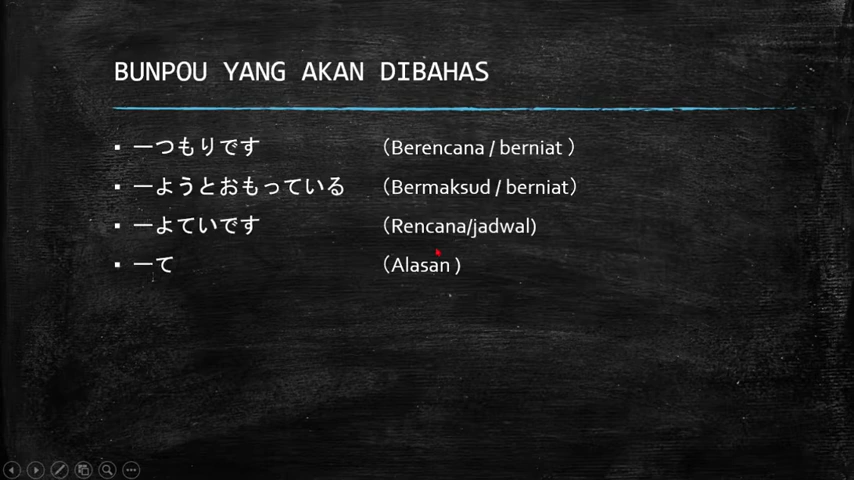 BUNPOU YANG AKAN DIBAHAS
▪ ーつもりです (Berencana / berniat )
▪ ーようとおもっている (Bermaksud / berniat)
▪ ーよていです (Rencana/jadwal)
▪ ーて (Alasan )